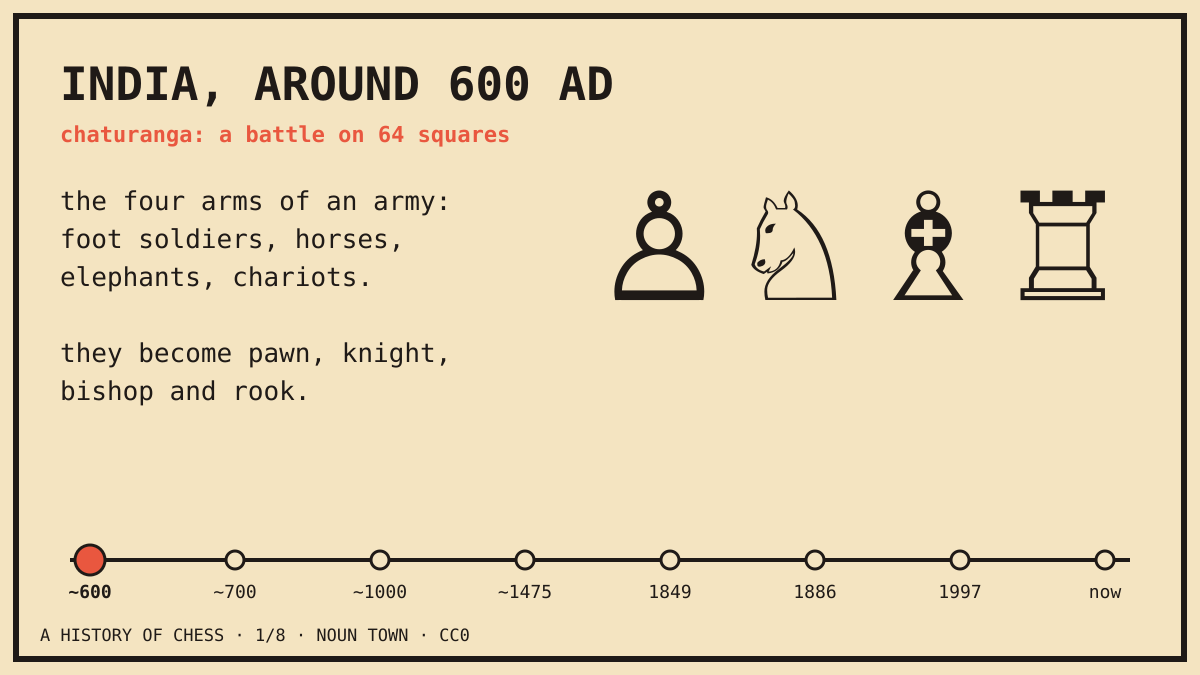 INDIA, AROUND 600 AD
chaturanga: a battle on 64 squares
the four arms of an army:
foot soldiers, horses,
elephants, chariots.
they become pawn, knight,
bishop and rook.
~600 ~700 ~1000 ~1475 1849 1886 1997 now
A HISTORY OF CHESS · 1/8 · NOUN TOWN · CC0